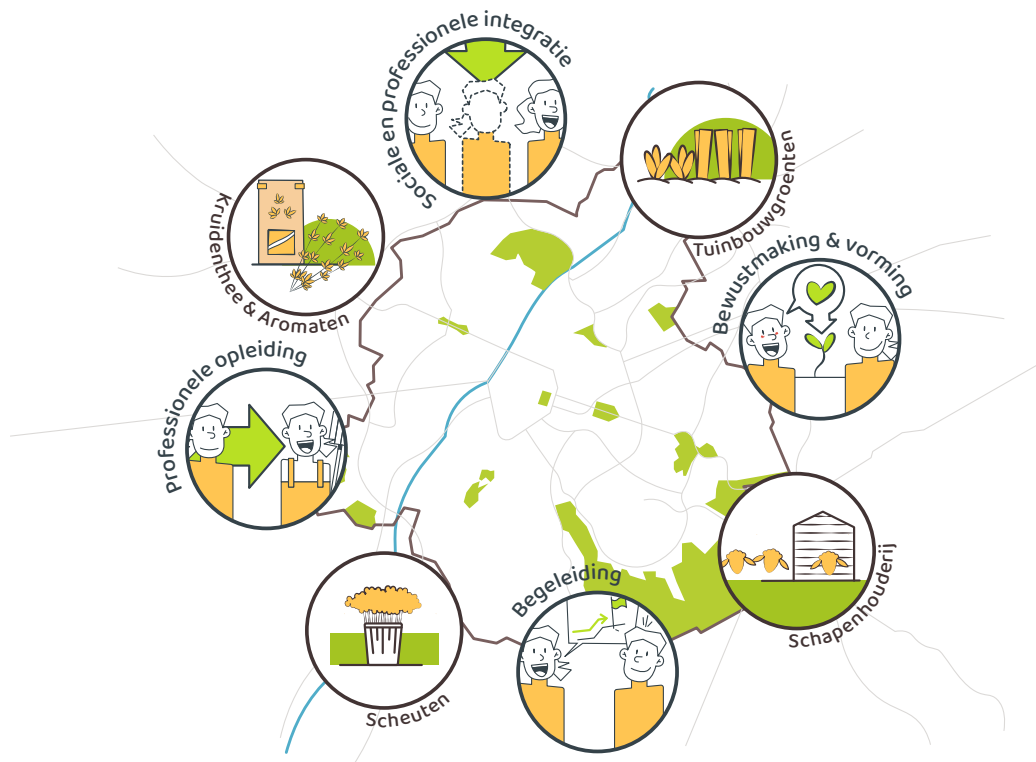 Sociale en professionele integratie
Tuinbouwgroenten
Kruidenthee & Aromaten
Bewustmaking & vorming
Professionele opleiding
Schapenhouderij
Begeleiding
Scheuten